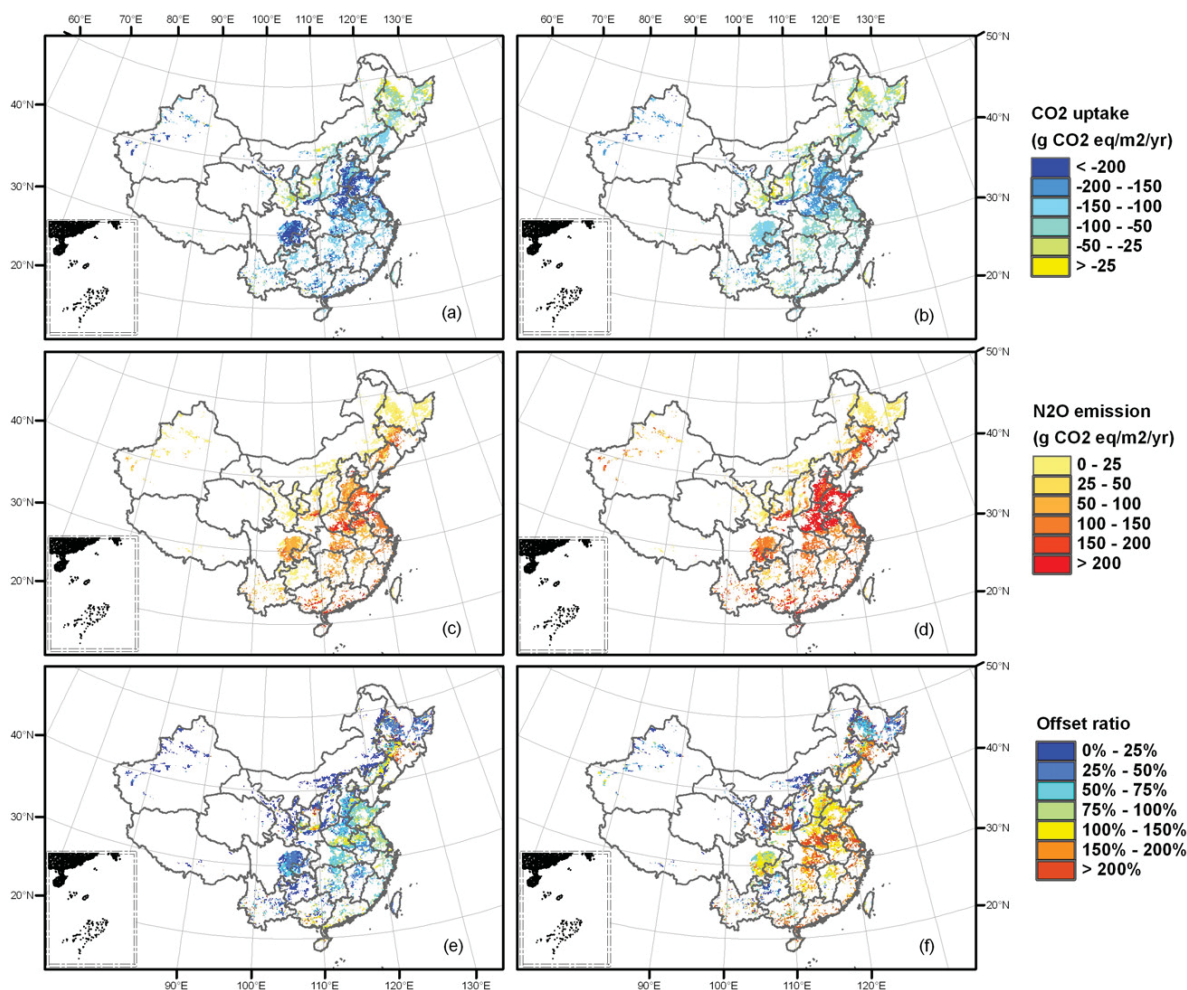 60°E 70°E 80°E 90°E 100°E 110°E 120°E 130°E 60°E 70°E 80°E 90°E 100°E 110°E 120°E 130°E
50°N
40°N
30°N
20°N
40°N
30°N
20°N
(a)
(b)
CO2 uptake
(g CO2 eq/m2/yr)
< -200
-200 - -150
-150 - -100
-100 - -50
-50 - -25
> -25
50°N
40°N
30°N
20°N
40°N
30°N
20°N
(c)
(d)
N2O emission
(g CO2 eq/m2/yr)
0 - 25
25 - 50
50 - 100
100 - 150
150 - 200
> 200
50°N
40°N
30°N
20°N
40°N
30°N
20°N
(e)
(f)
Offset ratio
0% - 25%
25% - 50%
50% - 75%
75% - 100%
100% - 150%
150% - 200%
> 200%
90°E 100°E 110°E 120°E 130°E 90°E 100°E 110°E 120°E